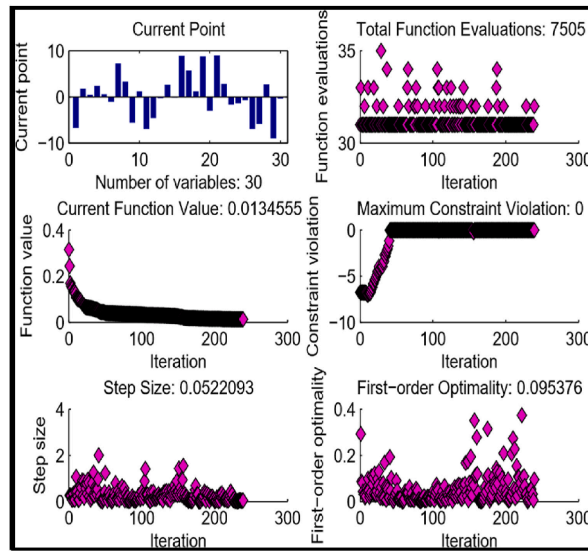 Current Point
Current point
10
0
−10
0
10
20
30
Number of variables: 30
Total Function Evaluations: 7505
Function evaluations
35
30
0
100
200
300
Iteration
Current Function Value: 0.0134555
Function value
0.4
0.2
0
0
100
200
300
Iteration
Maximum Constraint Violation: 0
Constraint violation
0
−5
−10
0
100
200
300
Iteration
Step Size: 0.0522093
Step size
4
2
0
0
100
200
300
Iteration
First−order Optimality: 0.095376
First−order optimality
0.4
0.2
0
0
100
200
300
Iteration